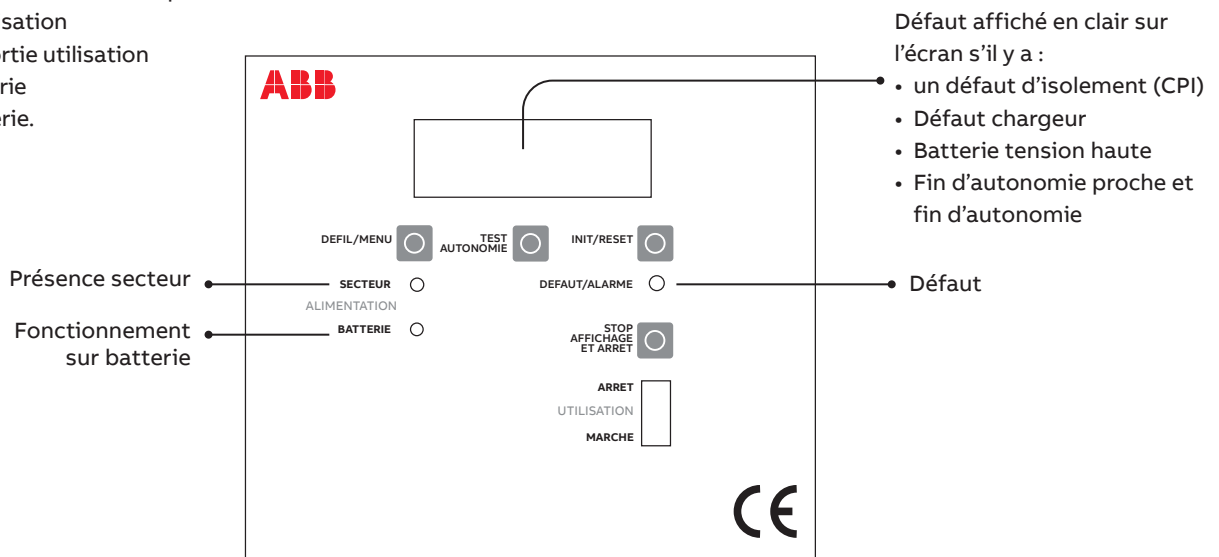 isation
rtie utilisation
rie
érie.
ABB
Défaut affiché en clair sur
l’écran s’il y a :
• un défaut d’isolement (CPI)
• Défaut chargeur
• Batterie tension haute
• Fin d’autonomie proche et
fin d’autonomie
DEFIL/MENU
TEST
AUTONOMIE
INIT/RESET
Présence secteur
SECTEUR
DEFAUT/ALARME
Défaut
ALIMENTATION
Fonctionnement
sur batterie
BATTERIE
STOP
AFFICHAGE
ET ARRET
ARRET
UTILISATION
MARCHE
CE